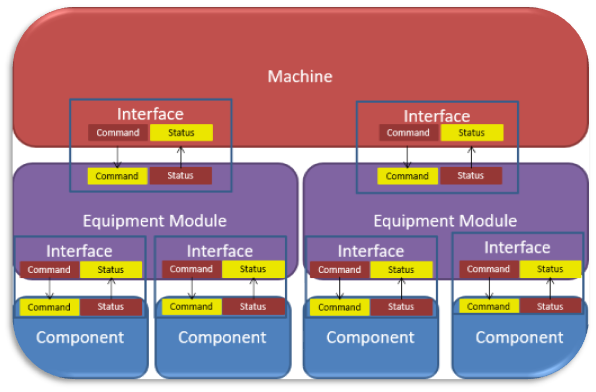 Machine
Interface Interface
Command Status Command Status
Command Status Command Status
Equipment Module Equipment Module
Interface Interface Interface Interface
Command Status Command Status Command Status Command Status
Command Status Command Status Command Status Command Status
Component Component Component Component